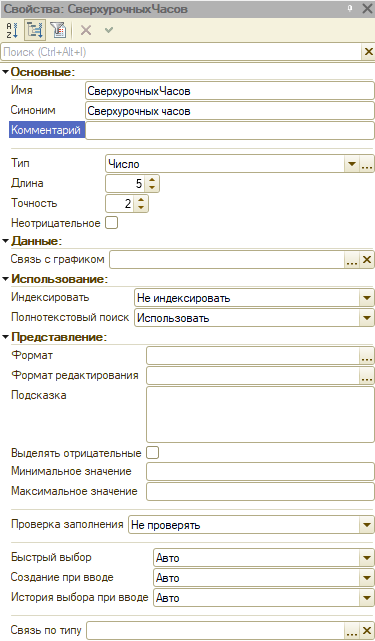 Свойства: СверхурочныхЧасов
Поиск (Ctrl+Alt+I)
Основные:
Имя СверхурочныхЧасов
Синоним Сверхурочных часов
Комментарий
Тип Число
Длина 5
Точность 2
Неотрицательное
Данные:
Связь с графиком
Использование:
Индексировать Не индексировать
Полнотекстовый поиск Использовать
Представление:
Формат
Формат редактирования
Подсказка
Выделять отрицательные
Минимальное значение
Максимальное значение
Проверка заполнения Не проверять
Быстрый выбор Авто
Создание при вводе Авто
История выбора при вводе Авто
Связь по типу